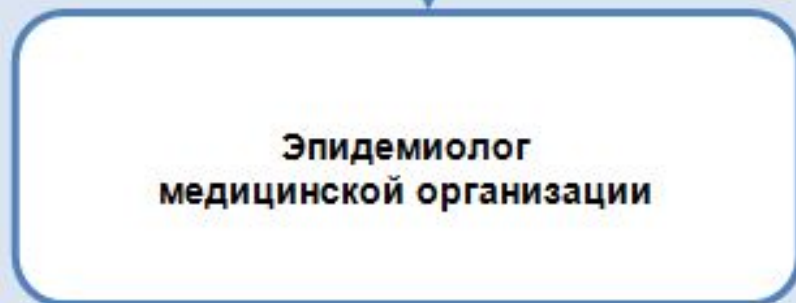 Эпидемиолог
медицинской организации